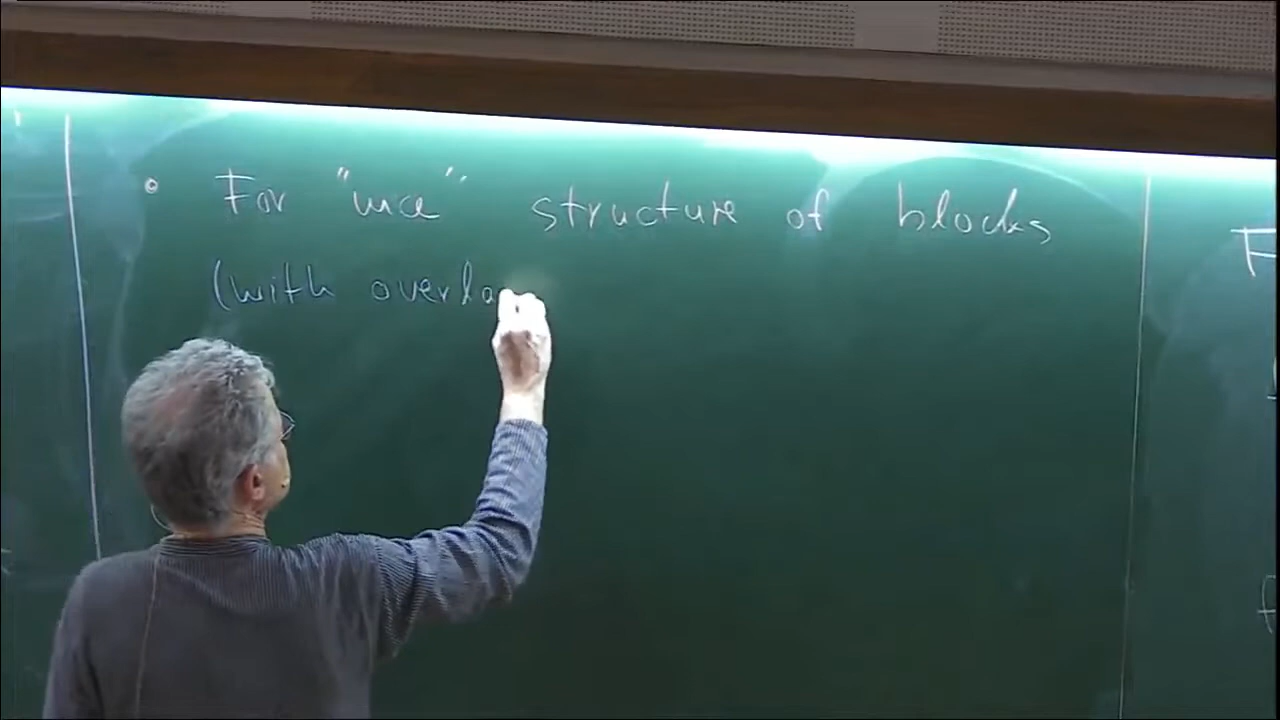 • For "nice" structure of blocks
(with overla
F